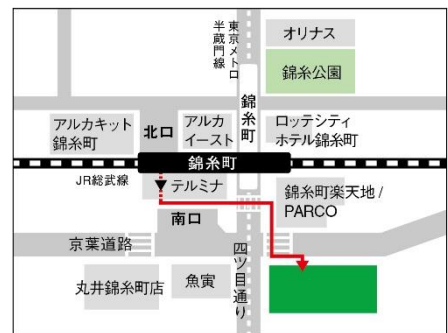 東京メトロ
半蔵門線
オリナス
錦糸公園
錦糸町
アルカキット
錦糸町
北口
アルカ
イースト
ロッテシティ
ホテル錦糸町
錦糸町
JR総武線
テルミナ
錦糸町楽天地/
PARCO
南口
京葉道路
四ツ目通り
丸井錦糸町店
魚寅